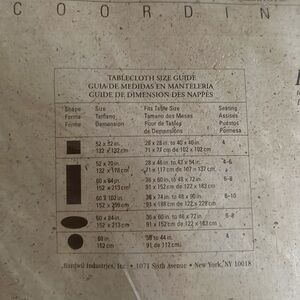 COORDIN
TABLECLOTH SIZE GUIDE
GUIA DE MEDIDAS EN MANTELERIA
GUIDE DE DIMENSION DES NAPPES
Shape Size Fits Table Size Seating
Forma Tamano Tamano des Mesas Assises
Forme Dimension Four de Tables Puestos
de Dimensions Pormesa
52 x 52 in. 28 x 28 in. to 40 x 40 in. 4
132 x 132 cm 71 x 71 cm to 102 x 102 cm
52 x 70 in. 28 x 46 in. to 42 x 54 in. 4-6
132 x 178 cm 71 x 117 cm to 107 x 137 cm
60 x 84 in. 36 x 60 in. to 48 x 72 in. 6-8
152 x 213 cm 91 x 152 cm to 122 x 183 cm
60 x 102 in. 36 x 74 in. to 48 x 90 in. 8-10
152 x 259 cm 91 x 188 cm to 122 x 229 cm
60 x 84 in. 36 x 60 in. to 48 x 72 in. 6-8
152 x 213 cm 91 x 152 cm to 122 x 183 cm
60 in. 36 to 44 in. 4
152 cm 91 to 112 cm
Bardwil Industries, Inc. • 1071 Sixth Avenue • New York, NY 10018